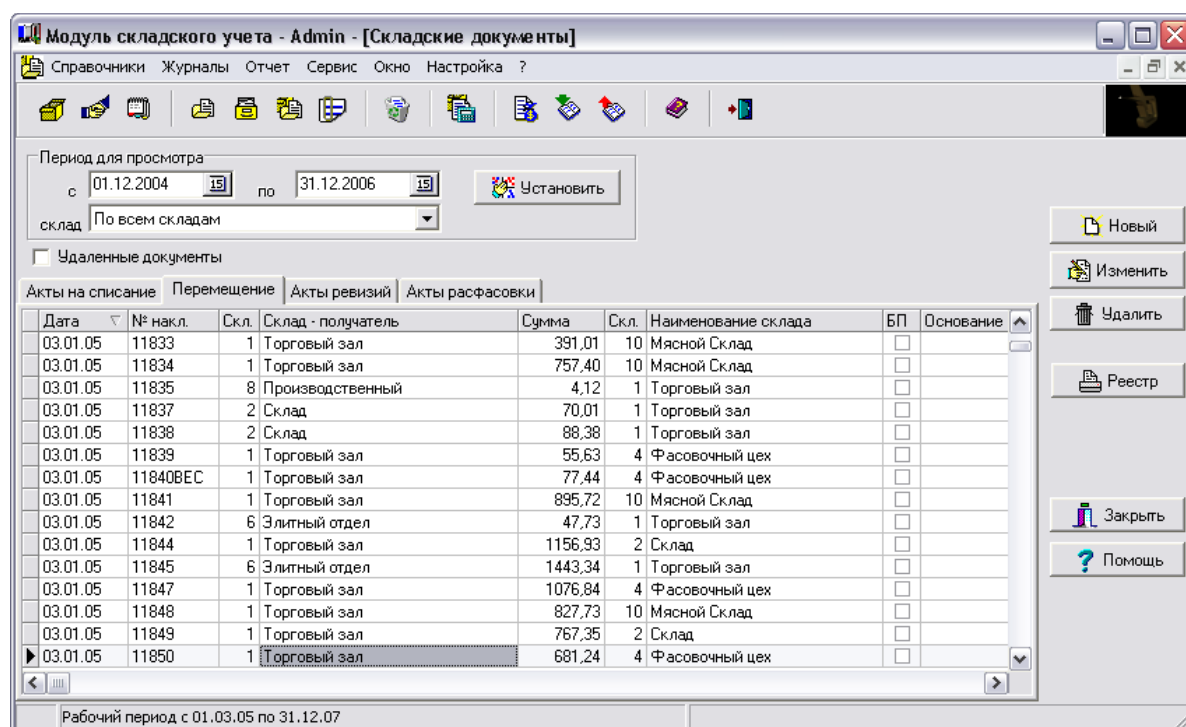 Модуль складского учета - Admin - [Складские документы]
Справочники Журналы Отчет Сервис Окно Настройка ?
Период для просмотра
с 01.12.2004 15 по 31.12.2006 15 Установить
склад По всем складам
Новый
Удаленные документы
Изменить
Акты на списание Перемещение Акты ревизий Акты расфасовки
Удалить
Дата № накл. Скл. Склад - получатель Сумма Скл. Наименование склада БП Основание
03.01.05 11833 1 Торговый зал 391,01 10 Мясной Склад
03.01.05 11834 1 Торговый зал 757,40 10 Мясной Склад
Реестр
03.01.05 11835 8 Производственный 4,12 1 Торговый зал
03.01.05 11837 2 Склад 70,01 1 Торговый зал
03.01.05 11838 2 Склад 88,38 1 Торговый зал
03.01.05 11839 1 Торговый зал 55,63 4 Фасовочный цех
03.01.05 11840ВЕС 1 Торговый зал 77,44 4 Фасовочный цех
03.01.05 11841 1 Торговый зал 895,72 10 Мясной Склад
Закрыть
03.01.05 11842 6 Элитный отдел 47,73 1 Торговый зал
03.01.05 11844 1 Торговый зал 1156,93 2 Склад
Помощь
03.01.05 11845 6 Элитный отдел 1443,34 1 Торговый зал
03.01.05 11847 1 Торговый зал 1076,84 4 Фасовочный цех
03.01.05 11848 1 Торговый зал 827,73 10 Мясной Склад
03.01.05 11849 1 Торговый зал 767,35 2 Склад
03.01.05 11850 1 Торговый зал 681,24 4 Фасовочный цех
Рабочий период с 01.03.05 по 31.12.07